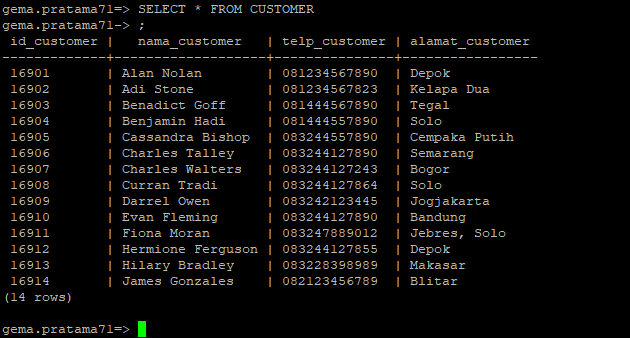 gema.pratama71=> SELECT * FROM CUSTOMER
gema.pratama71-> ;
 id_customer |   nama_customer   | telp_customer | alamat_customer
-------------+-------------------+---------------+-----------------
 16901       | Alan Nolan        | 081234567890  | Depok
 16902       | Adi Stone         | 081234567823  | Kelapa Dua
 16903       | Benadict Goff     | 081444567890  | Tegal
 16904       | Benjamin Hadi     | 081444557890  | Solo
 16905       | Cassandra Bishop  | 083244557890  | Cempaka Putih
 16906       | Charles Talley    | 083244127890  | Semarang
 16907       | Charles Walters   | 083244127243  | Bogor
 16908       | Curran Tradi      | 083244127864  | Solo
 16909       | Darrel Owen       | 083242123445  | Jogjakarta
 16910       | Evan Fleming      | 083244127890  | Bandung
 16911       | Fiona Moran       | 083247889012  | Jebres, Solo
 16912       | Hermione Ferguson | 083244127855  | Depok
 16913       | Hilary Bradley    | 083228398989  | Makasar
 16914       | James Gonzales    | 082123456789  | Blitar
(14 rows)
gema.pratama71=>